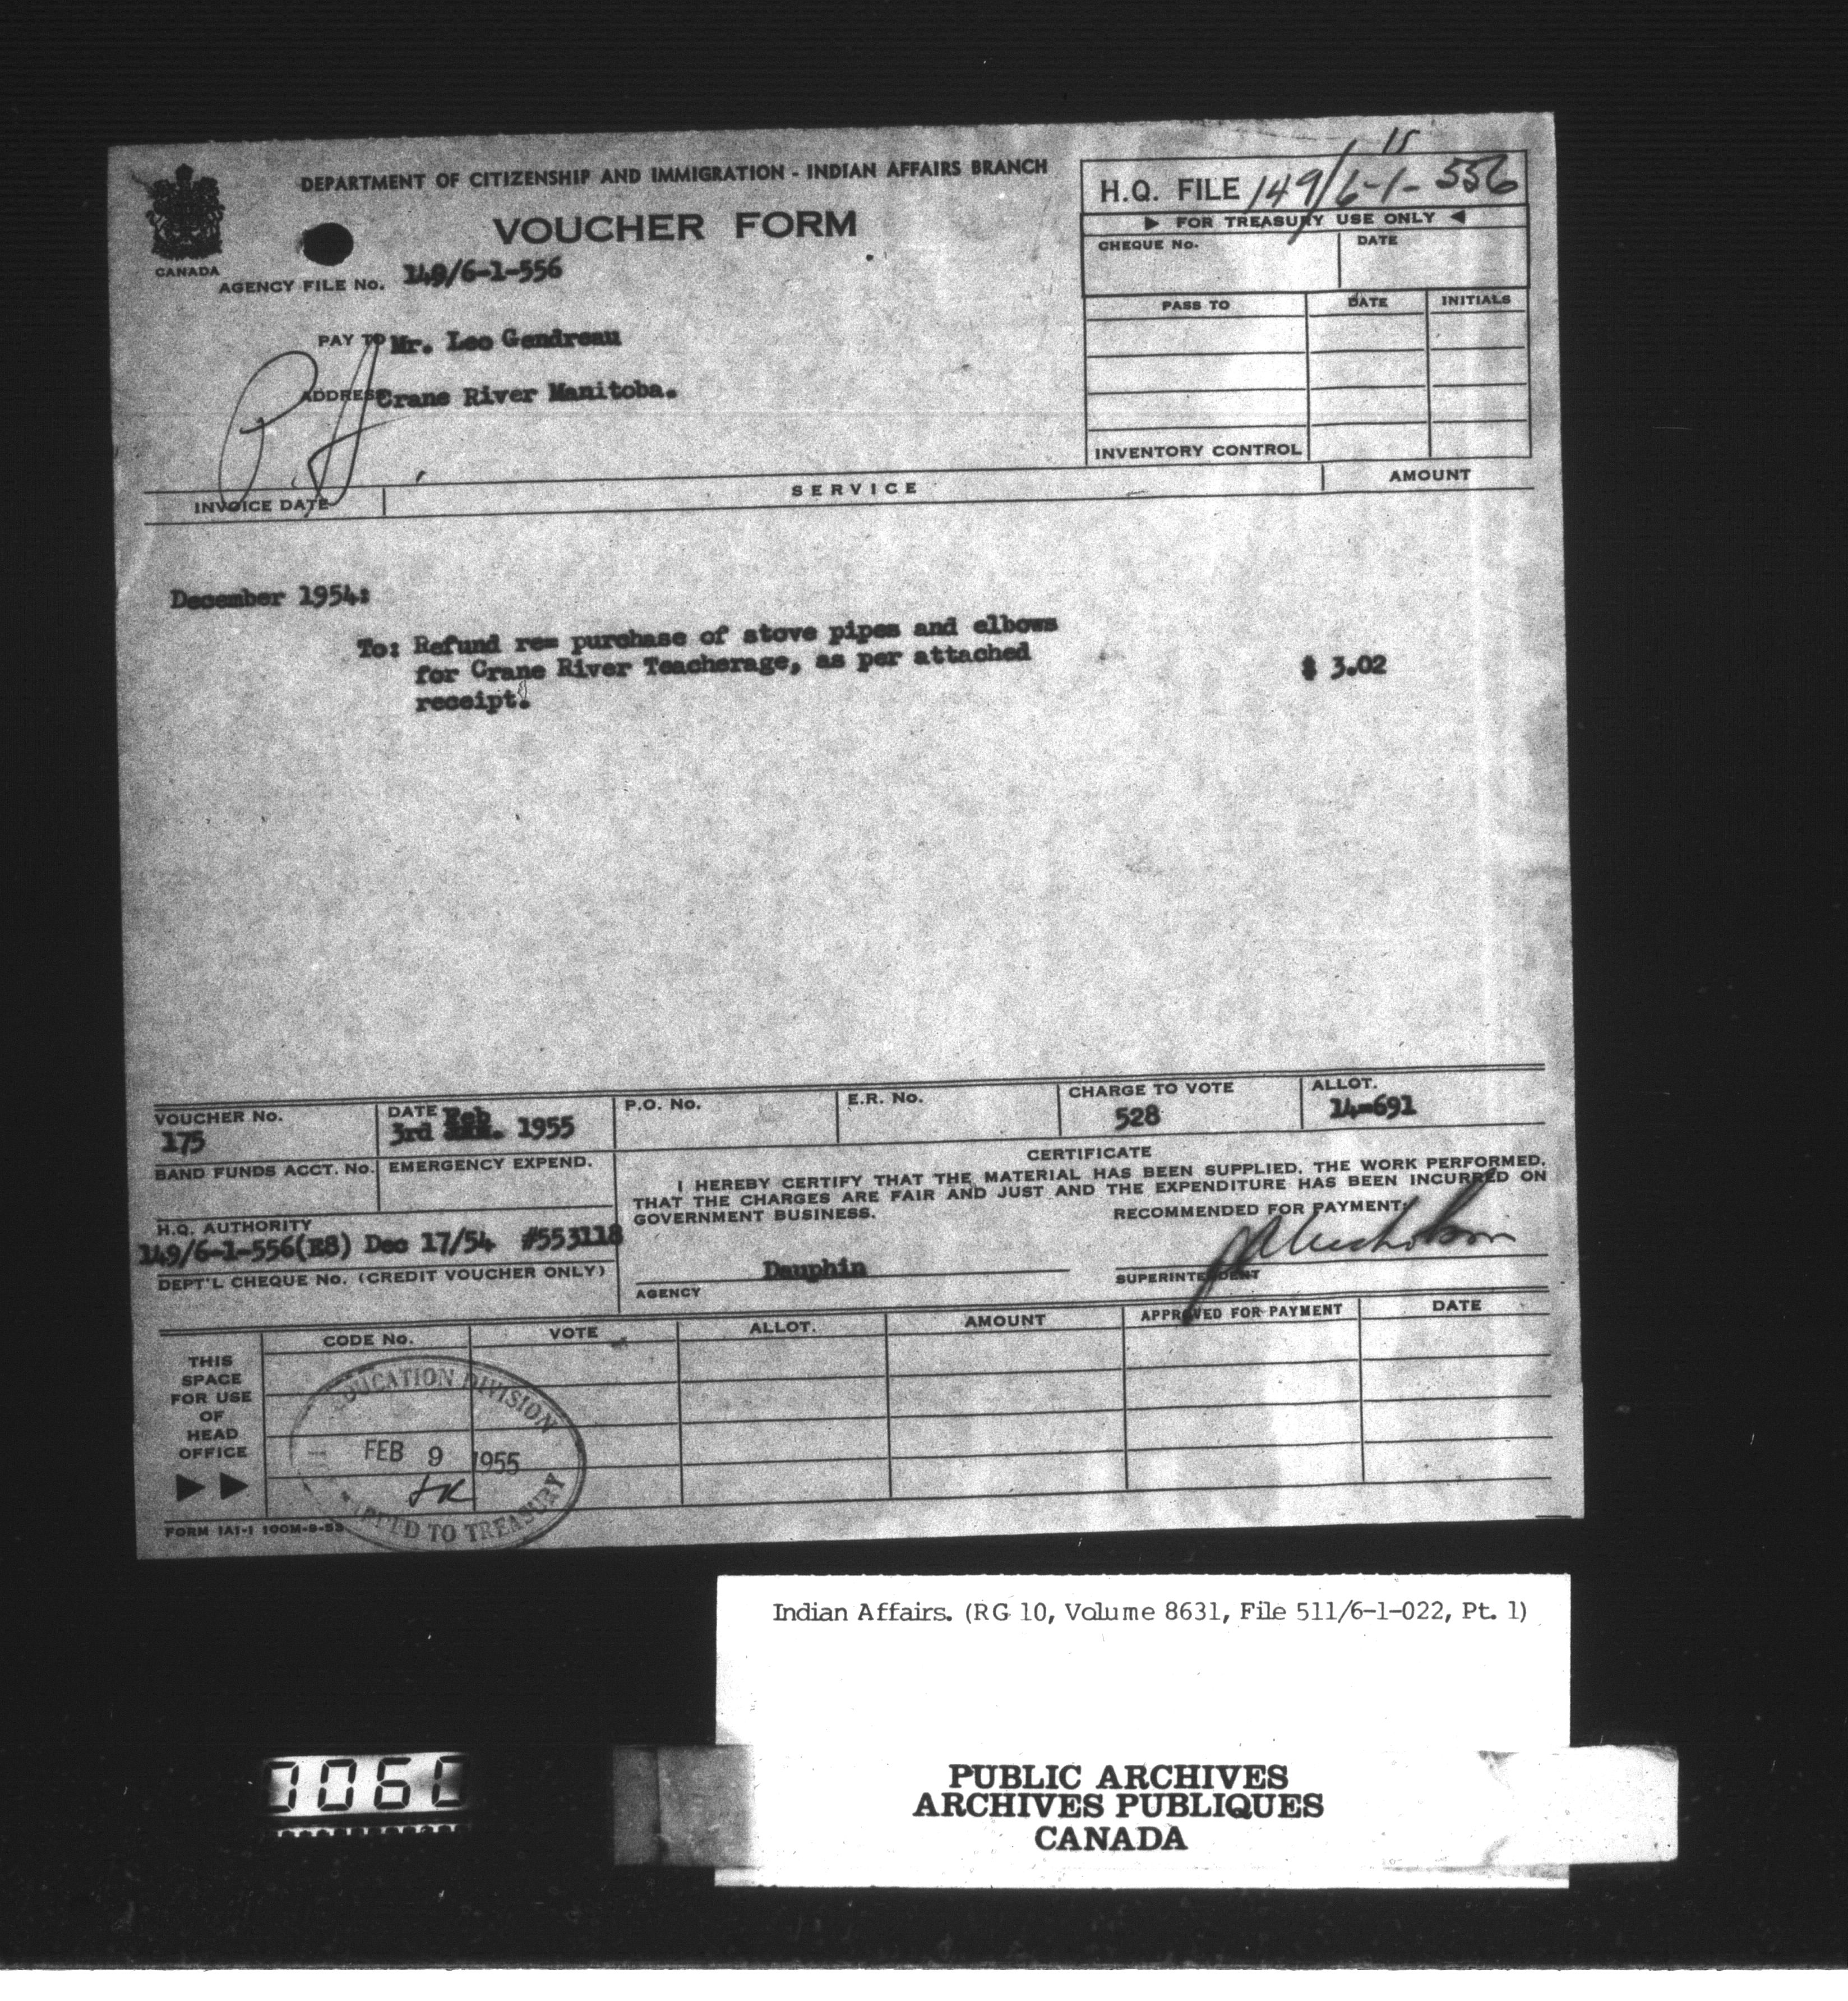 DEPARTMENT OF CITIZENSHIP AND IMMIGRATION - INDIAN AFFAIRS BRANCH
VOUCHER FORM
CANADA
AGENCY FILE No. 149/6-1-556
PAY TO Mr. Leo Gendreau
ADDRESS Crane River Manitoba.
11
H.Q. FILE 149/6-1-556
FOR TREASURY USE ONLY
CHEQUE No. DATE
PASS TO DATE INITIALS
INVENTORY CONTROL
INVOICE DATE SERVICE AMOUNT
December 1954:
To: Refund re= purchase of stove pipes and elbows
for Crane River Teacherage, as per attached $ 3.02
receipt.
VOUCHER No. DATE Feb P.O. No. E.R. No. CHARGE TO VOTE ALLOT.
175 3rd 1955 528 14-691
BAND FUNDS ACCT. No. EMERGENCY EXPEND.
CERTIFICATE
I HEREBY CERTIFY THAT THE MATERIAL HAS BEEN SUPPLIED, THE WORK PERFORMED,
THAT THE CHARGES ARE FAIR AND JUST AND THE EXPENDITURE HAS BEEN INCURRED ON
GOVERNMENT BUSINESS.
RECOMMENDED FOR PAYMENT
H.Q. AUTHORITY
149/6-1-556(E8) Dec 17/54 #553118
DEPT'L CHEQUE No. (CREDIT VOUCHER ONLY)
Dauphin
AGENCY
SUPERINTENDENT
CODE No. VOTE ALLOT. AMOUNT APPROVED FOR PAYMENT DATE
THIS
SPACE
FOR USE
OF
HEAD
OFFICE
EDUCATION DIVISION
FEB 9 1955
TO TREASURY
FORM IA1-1 100M-9-53
Indian Affairs. (RG 10, Volume 8631, File 511/6-1-022, Pt. 1)
PUBLIC ARCHIVES
ARCHIVES PUBLIQUES
CANADA